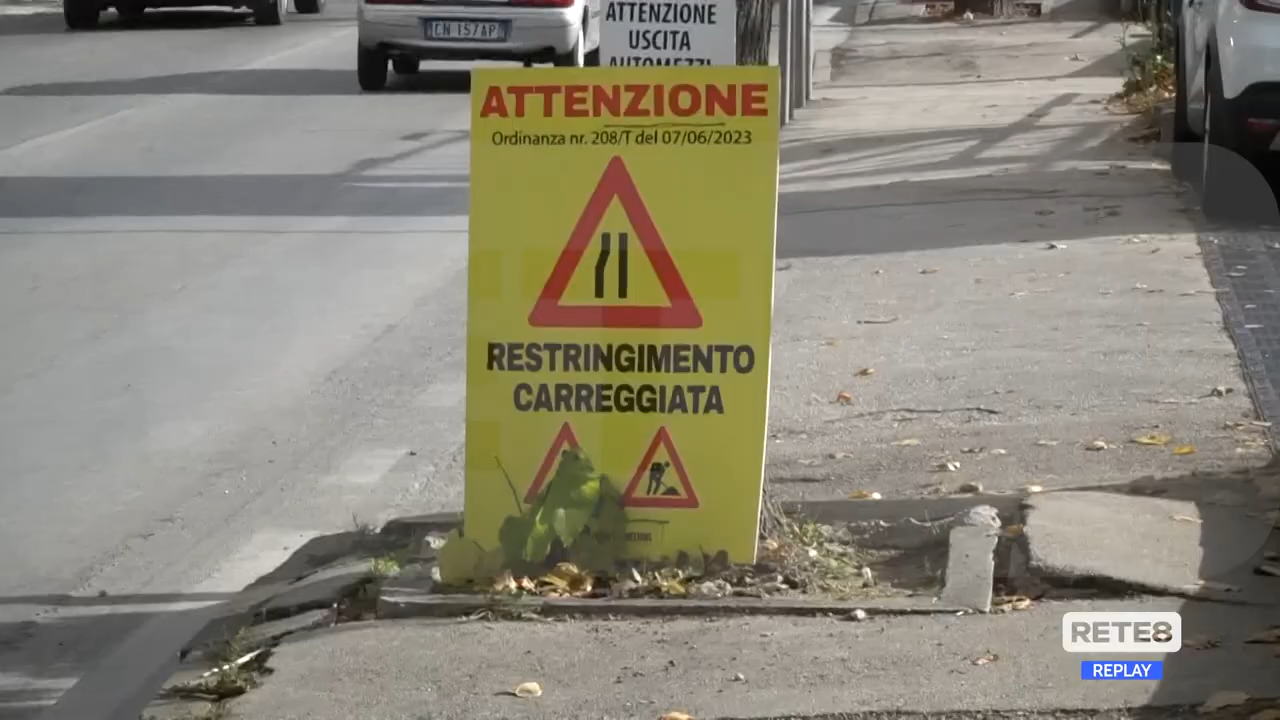 CN 157AP
ATTENZIONE
USCITA
AUTOMEZZI
ATTENZIONE
Ordinanza nr. 208/T del 07/06/2023
RESTRINGIMENTO
CARREGGIATA
RETE8
REPLAY